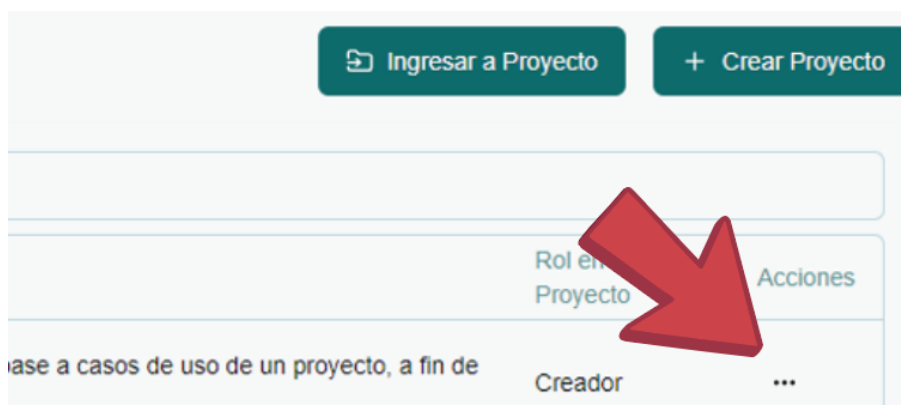 Ingresar a Proyecto
+ Crear Proyecto
Rol en
Proyecto
Acciones
base a casos de uso de un proyecto, a fin de
Creador
...